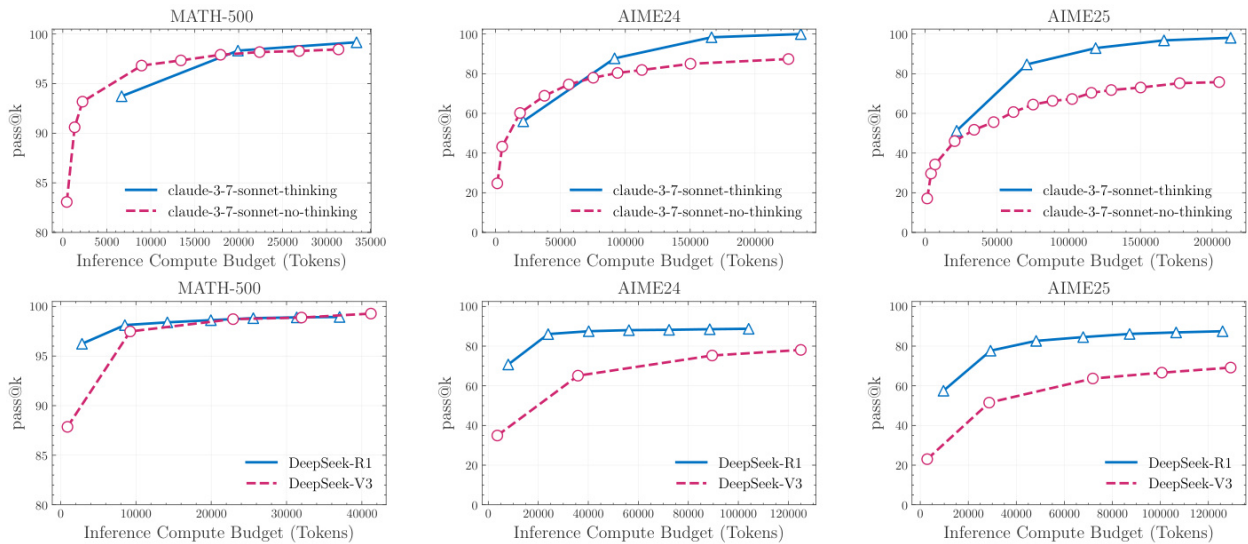 MATH-500
pass@k
100
95
90
85
80
0 5000 10000 15000 20000 25000 30000 35000
Inference Compute Budget (Tokens)
claude-3-7-sonnet-thinking
claude-3-7-sonnet-no-thinking
AIME24
pass@k
100
80
60
40
20
0
0 50000 100000 150000 200000
Inference Compute Budget (Tokens)
claude-3-7-sonnet-thinking
claude-3-7-sonnet-no-thinking
AIME25
pass@k
100
80
60
40
20
0
0 50000 100000 150000 200000
Inference Compute Budget (Tokens)
claude-3-7-sonnet-thinking
claude-3-7-sonnet-no-thinking
MATH-500
pass@k
100
95
90
85
80
0 10000 20000 30000 40000
Inference Compute Budget (Tokens)
DeepSeek-R1
DeepSeek-V3
AIME24
pass@k
100
80
60
40
20
0
0 20000 40000 60000 80000 100000 120000
Inference Compute Budget (Tokens)
DeepSeek-R1
DeepSeek-V3
AIME25
pass@k
100
80
60
40
20
0
0 20000 40000 60000 80000 100000 120000
Inference Compute Budget (Tokens)
DeepSeek-R1
DeepSeek-V3